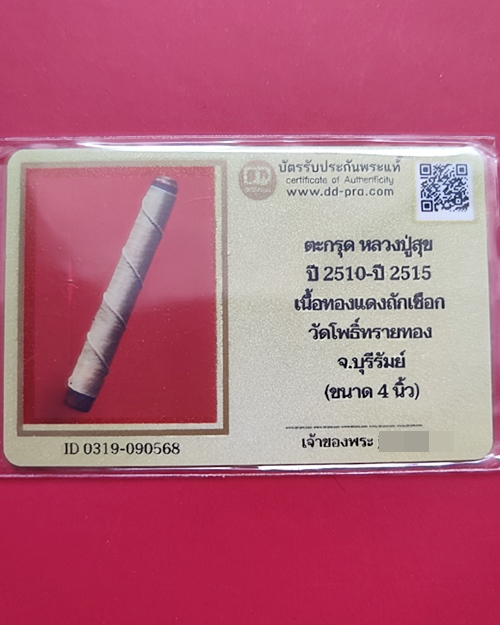 บัตรรับประกันพระแท้
certificate of Authenticity
www.dd-pra.com
ตะกรุด หลวงปู่สุข
ปี 2510-ปี 2515
เนื้อทองแดงถักเชือก
วัดโพธิ์ทรายทอง
จ.บุรีรัมย์
(ขนาด 4 นิ้ว)
เจ้าของพระ
ID 0319-090568